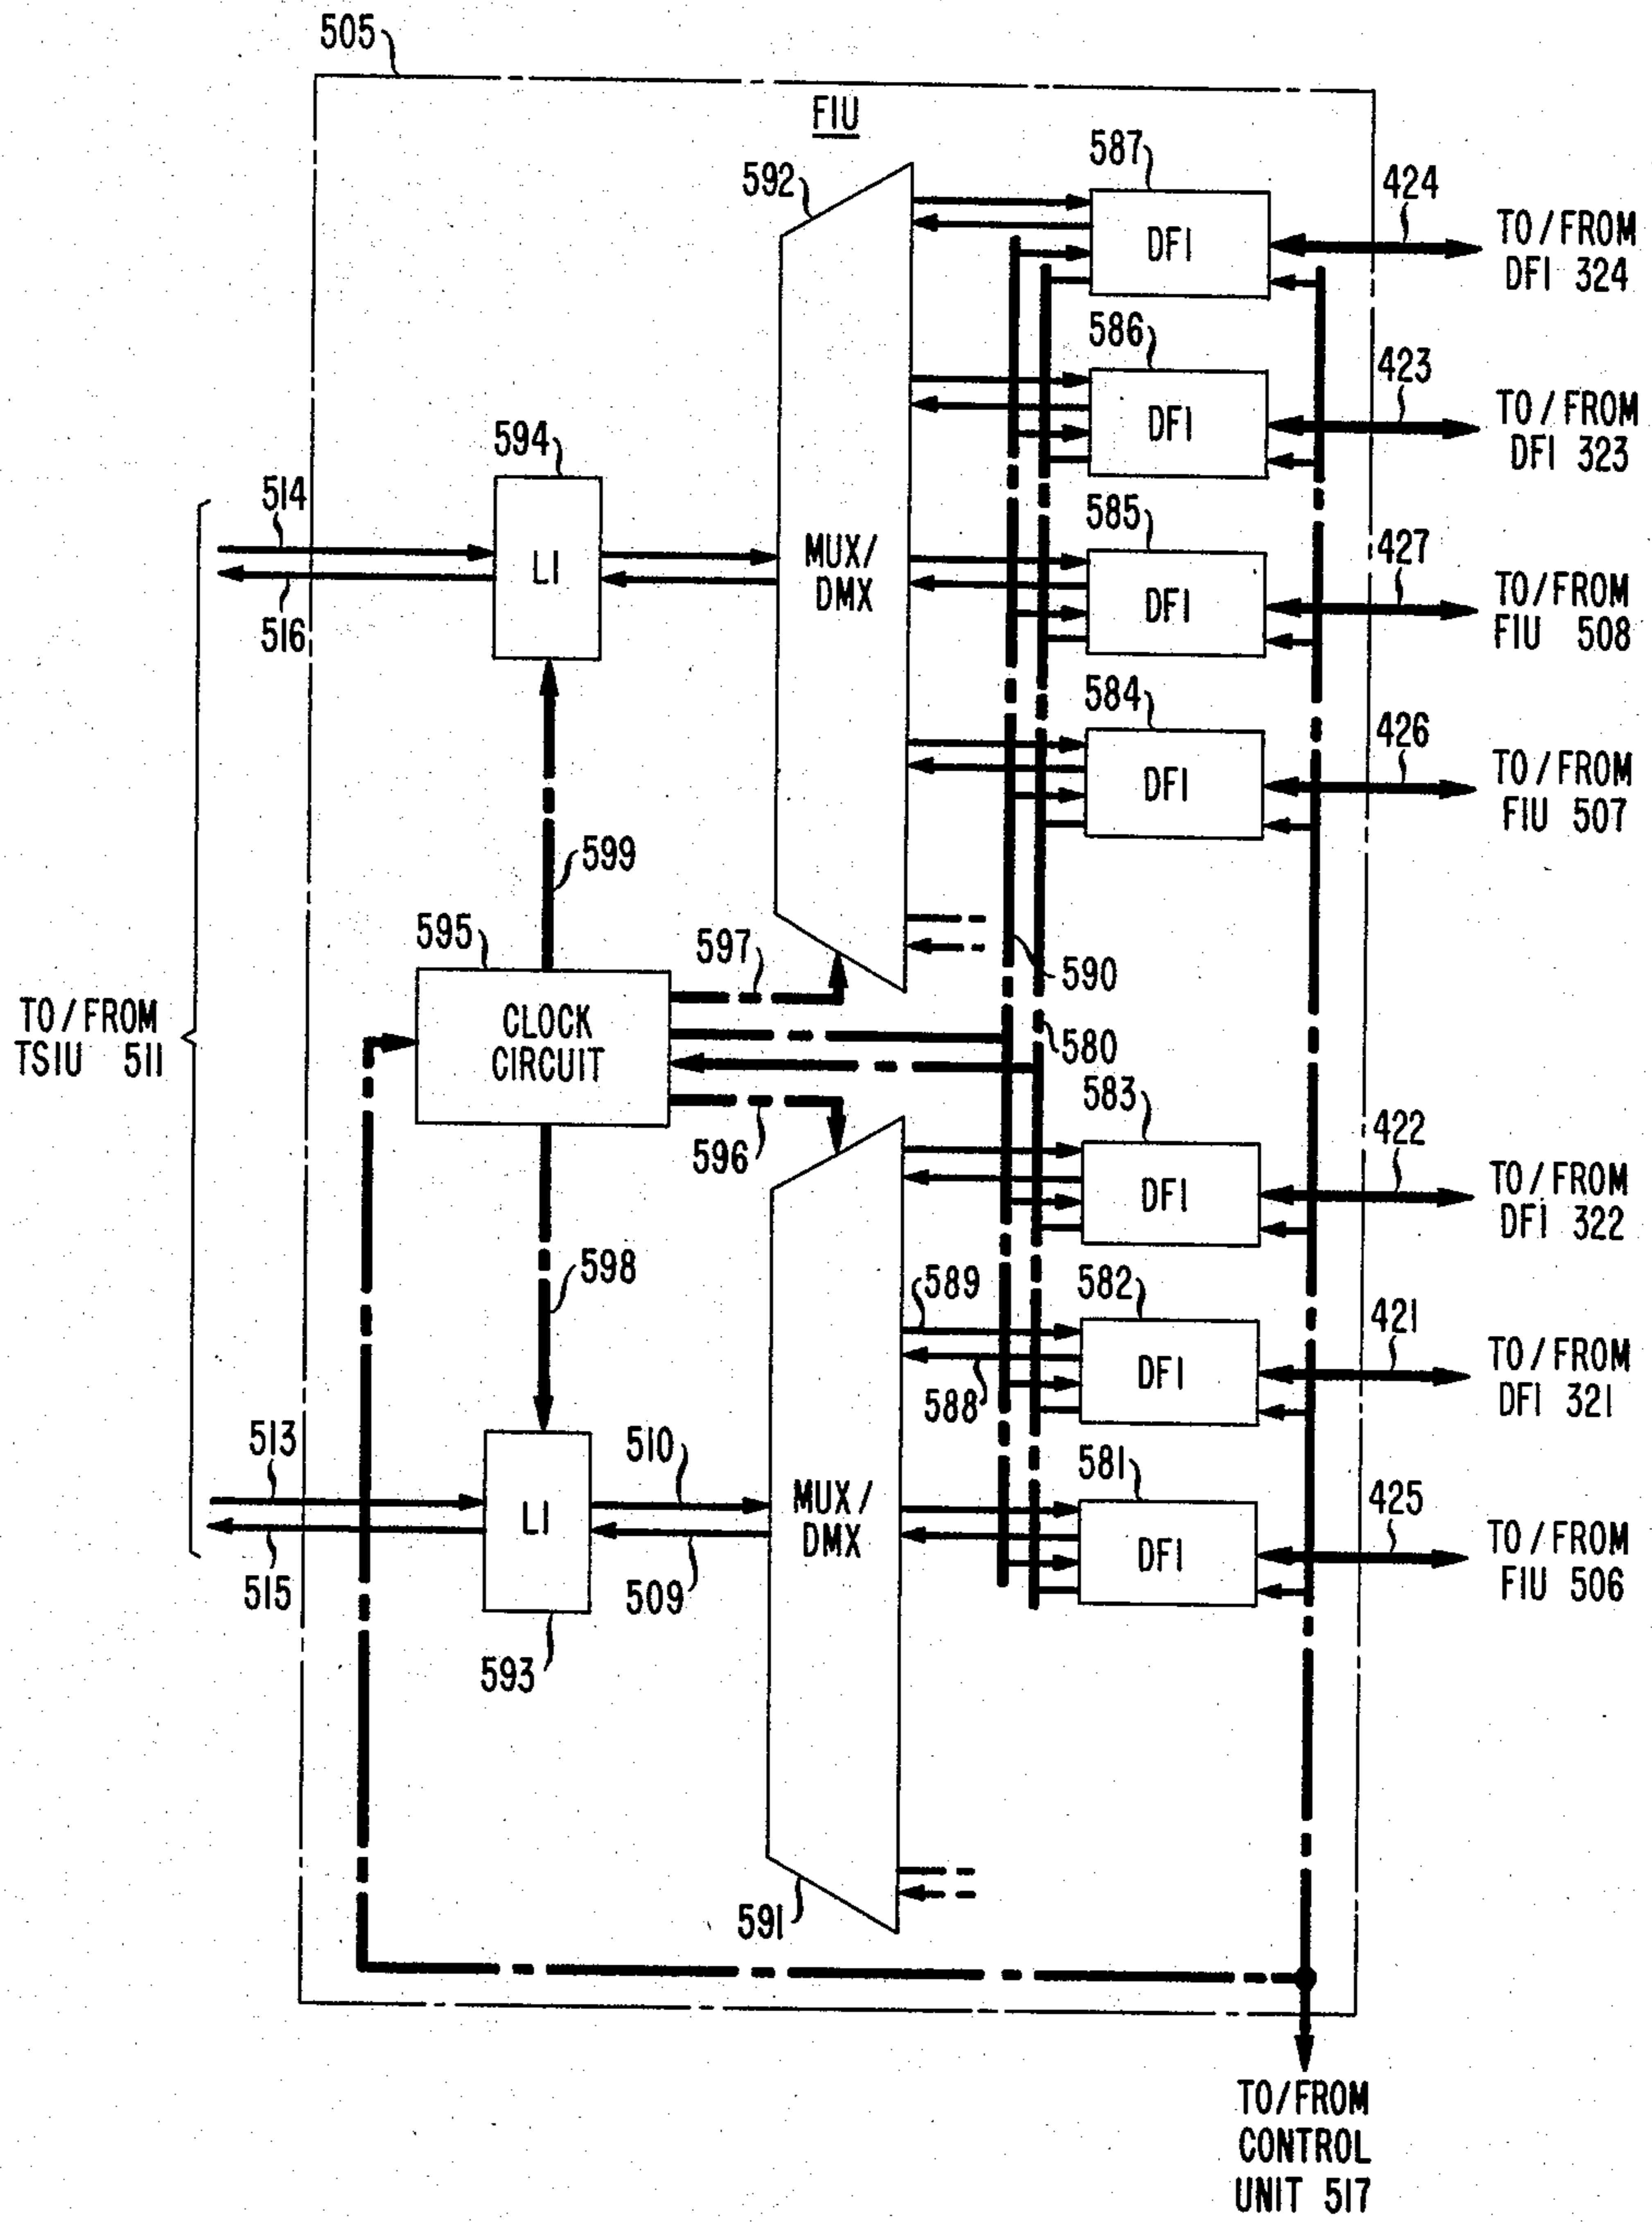 505
FIU
592
587
DFI
424
TO/FROM
DFI 324
586
DFI
423
TO/FROM
DFI 323
594
LI
514
516
MUX/
DMX
585
DFI
427
TO/FROM
FIU 508
584
DFI
426
TO/FROM
FIU 507
599
595
CLOCK
CIRCUIT
597
590
580
596
TO/FROM
TSIU 511
583
DFI
422
TO/FROM
DFI 322
598
589
588
582
DFI
421
TO/FROM
DFI 321
513
515
LI
593
510
509
MUX/
DMX
581
DFI
425
TO/FROM
FIU 506
591
TO/FROM
CONTROL
UNIT 517